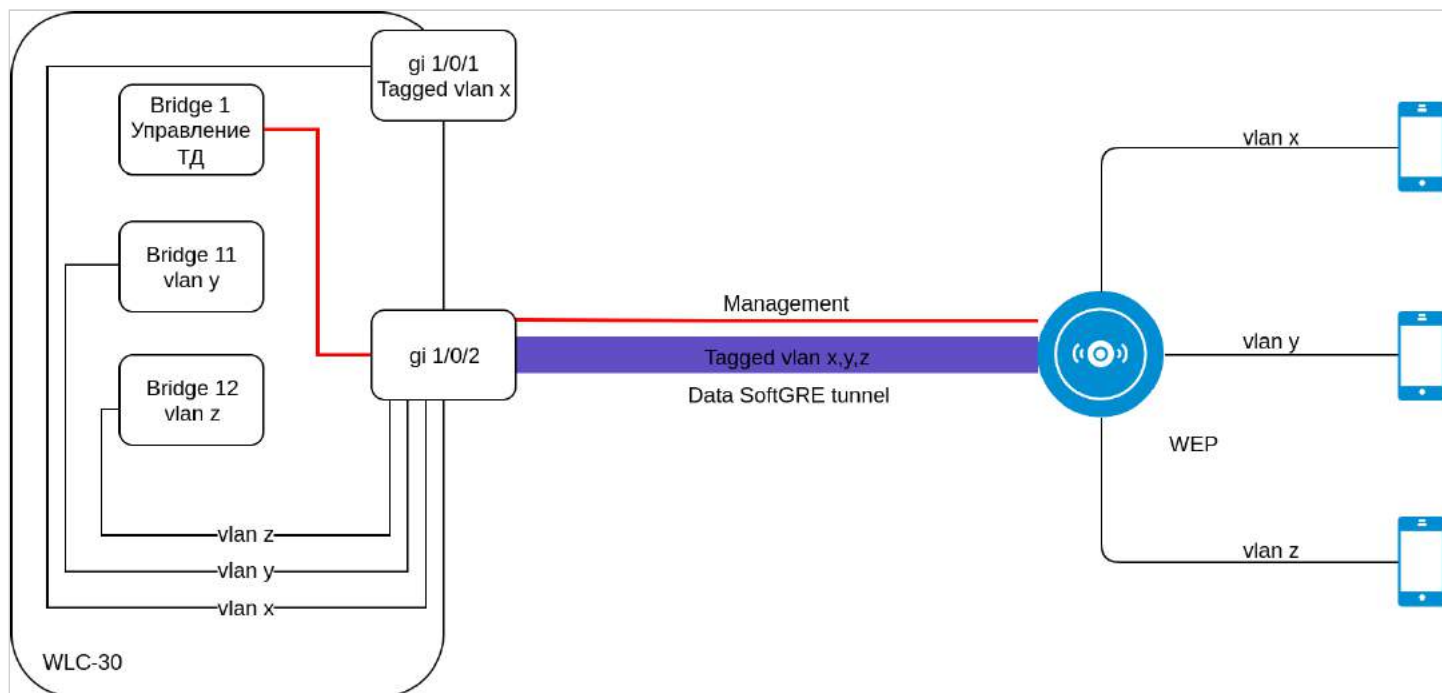 gi 1/0/1
Tagged vlan x
Bridge 1
Управление
ТД
Bridge 11
vlan y
Bridge 12
vlan z
gi 1/0/2
vlan z
vlan y
vlan x
WLC-30
Management
Tagged vlan x,y,z
Data SoftGRE tunnel
WEP
vlan x
vlan y
vlan z